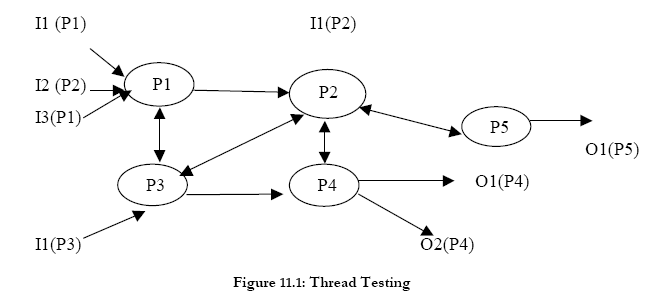 I1 (P1)
I1(P2)
I2 (P2)
P1
P2
I3(P1)
P5
O1(P5)
P3
P4
O1(P4)
I1(P3)
O2(P4)
Figure 11.1: Thread Testing